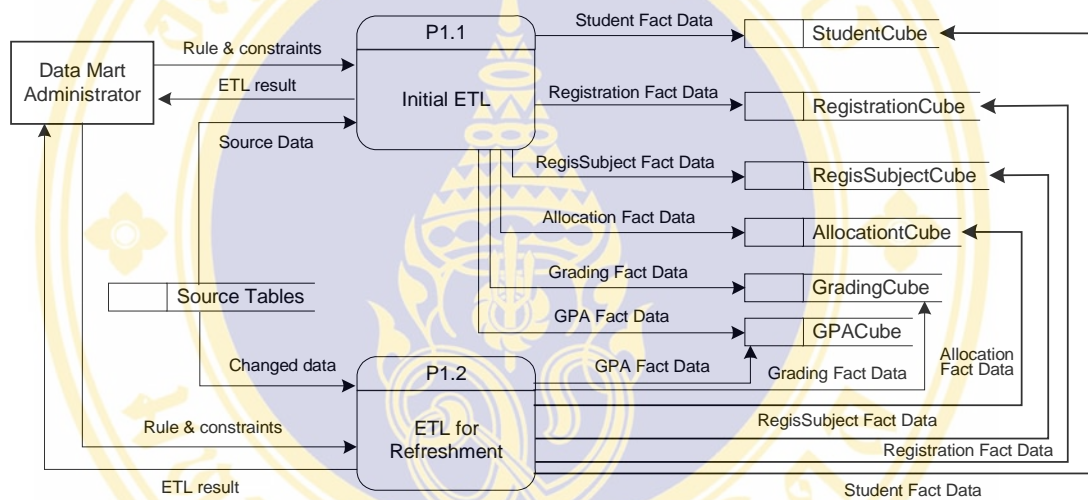 P1.1
Initial ETL
Data Mart
Administrator
Rule & constraints
ETL result
Source Data
Student Fact Data
StudentCube
Registration Fact Data
RegistrationCube
RegisSubject Fact Data
RegisSubjectCube
Allocation Fact Data
AllocationtCube
Grading Fact Data
GradingCube
GPA Fact Data
GPACube
Source Tables
Changed data
P1.2
ETL for
Refreshment
Rule & constraints
ETL result
GPA Fact Data
Grading Fact Data
Allocation
Fact Data
RegisSubject Fact Data
Registration Fact Data
Student Fact Data